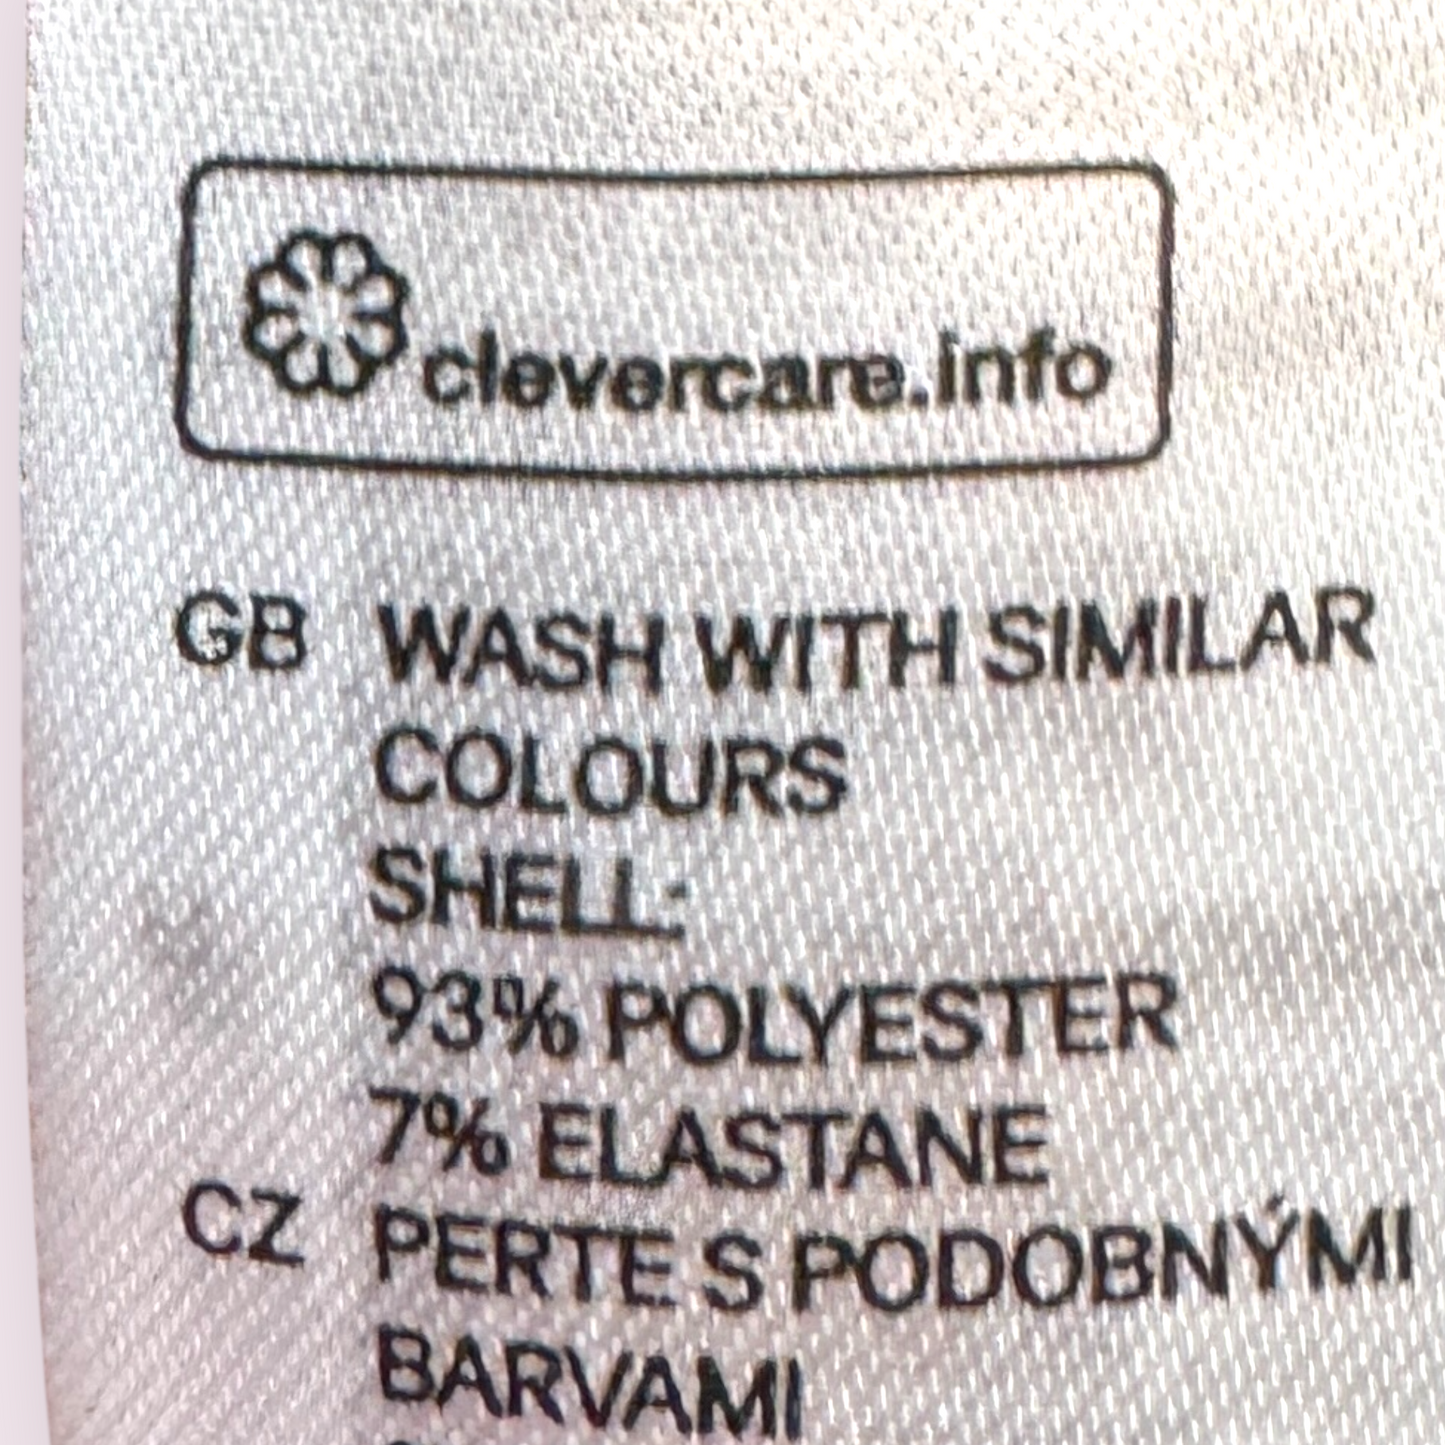 clevercare.info
GB WASH WITH SIMILAR
COLOURS
SHELL:
93% POLYESTER
7% ELASTANE
CZ PERTE S PODOBNÝMI
BARVAMI